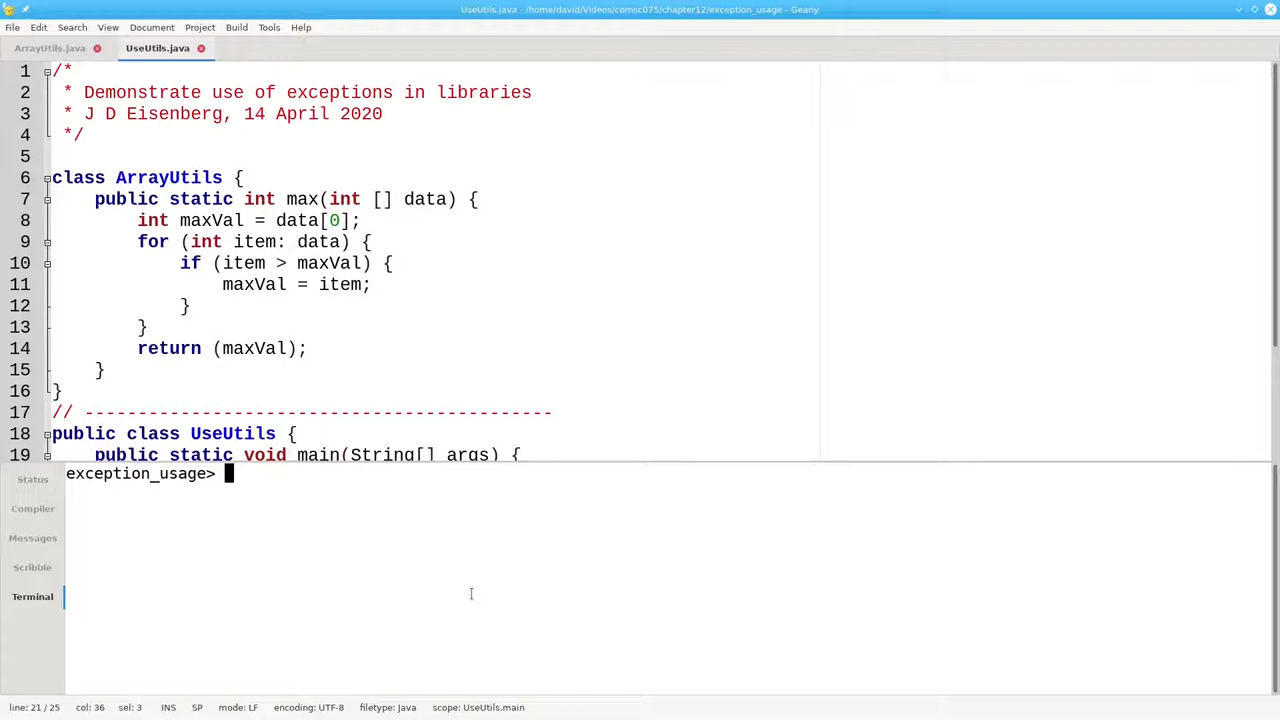 UseUtils.java - /home/david/Videos/comsc075/chapter12/exception_usage - Geany
File Edit Search View Document Project Build Tools Help
ArrayUtils.java UseUtils.java
1 /*
2  * Demonstrate use of exceptions in libraries
3  * J D Eisenberg, 14 April 2020
4  */
5
6 class ArrayUtils {
7     public static int max(int [] data) {
8         int maxVal = data[0];
9         for (int item: data) {
10             if (item > maxVal) {
11                 maxVal = item;
12             }
13         }
14         return (maxVal);
15     }
16 }
17 // --------------------------------------------
18 public class UseUtils {
19     public static void main(String[] args) {
Status
Compiler
Messages
Scribble
Terminal
exception_usage>
line: 21 / 25 col: 36 sel: 3 INS SP mode: LF encoding: UTF-8 filetype: Java scope: UseUtils.main